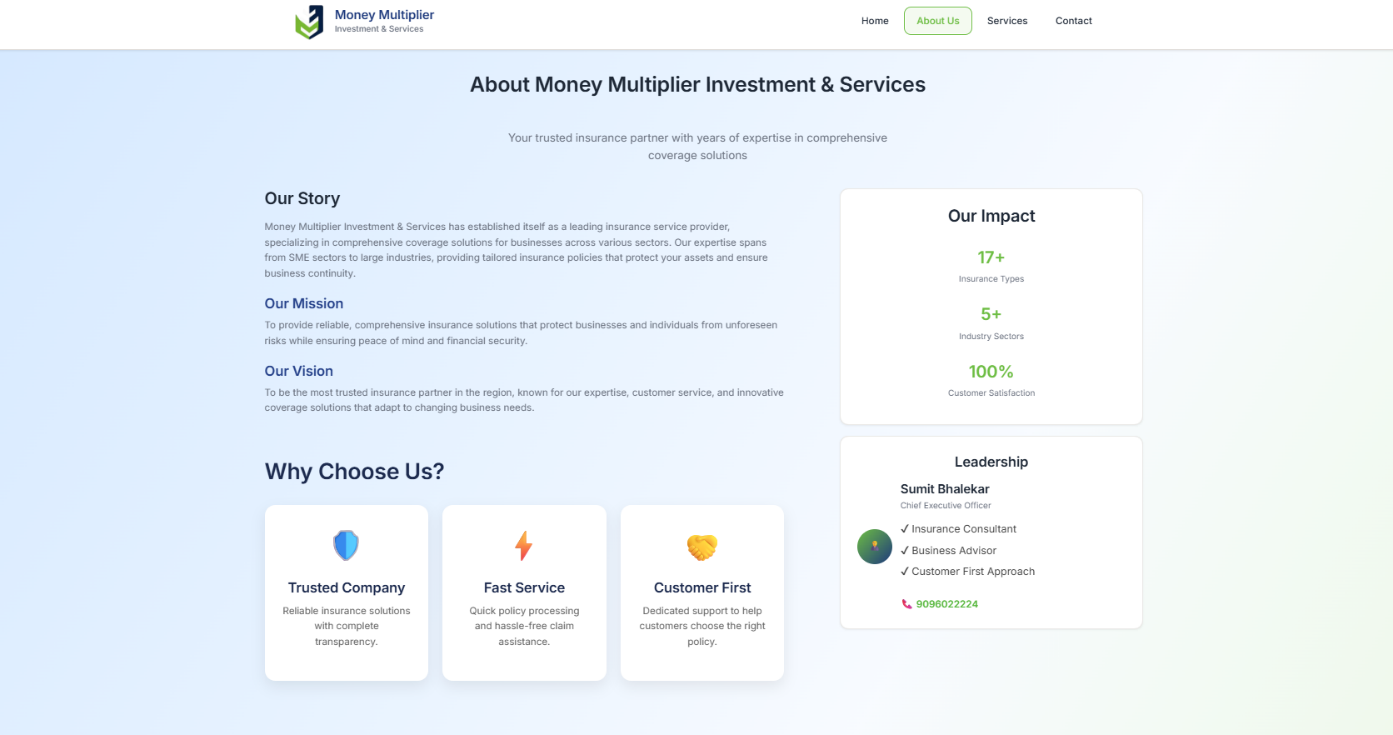 Money Multiplier
Investment & Services
Home
About Us
Services
Contact
About Money Multiplier Investment & Services
Your trusted insurance partner with years of expertise in comprehensive
coverage solutions
Our Story
Money Multiplier Investment & Services has established itself as a leading insurance service provider,
specializing in comprehensive coverage solutions for businesses across various sectors. Our expertise spans
from SME sectors to large industries, providing tailored insurance policies that protect your assets and ensure
business continuity.
Our Mission
To provide reliable, comprehensive insurance solutions that protect businesses and individuals from unforeseen
risks while ensuring peace of mind and financial security.
Our Vision
To be the most trusted insurance partner in the region, known for our expertise, customer service, and innovative
coverage solutions that adapt to changing business needs.
Why Choose Us?
Trusted Company
Reliable insurance solutions
with complete
transparency.
Fast Service
Quick policy processing
and hassle-free claim
assistance.
Customer First
Dedicated support to help
customers choose the right
policy.
Our Impact
17+
Insurance Types
5+
Industry Sectors
100%
Customer Satisfaction
Leadership
Sumit Bhalekar
Chief Executive Officer
✓ Insurance Consultant
✓ Business Advisor
✓ Customer First Approach
📞 9096022224